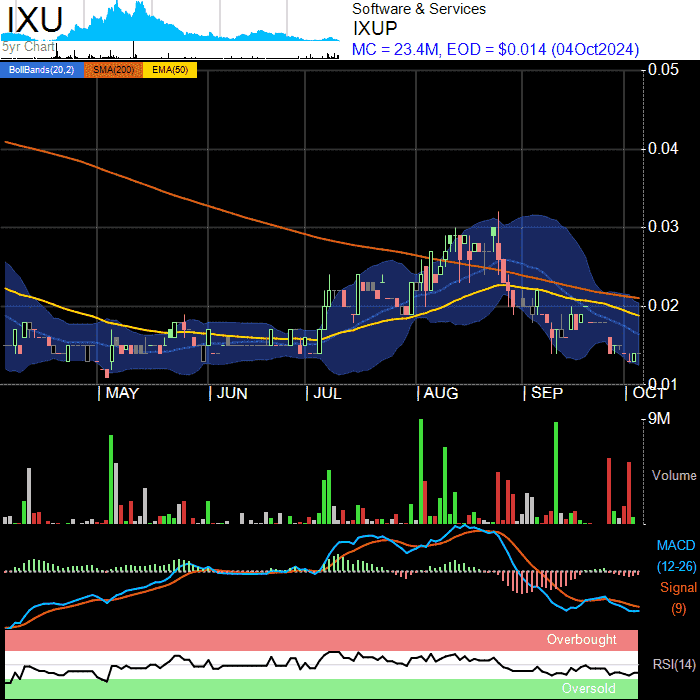 IXU
5yr Chart
Software & Services
IXUP
MC = 23.4M, EOD = $0.014 (04Oct2024)
BollBands(20,2) SMA(200) EMA(50)
0.05
0.04
0.03
0.02
0.01
MAY JUN JUL AUG SEP OCT
9M
Volume
MACD
(12-26)
Signal
(9)
Overbought
RSI(14)
Oversold